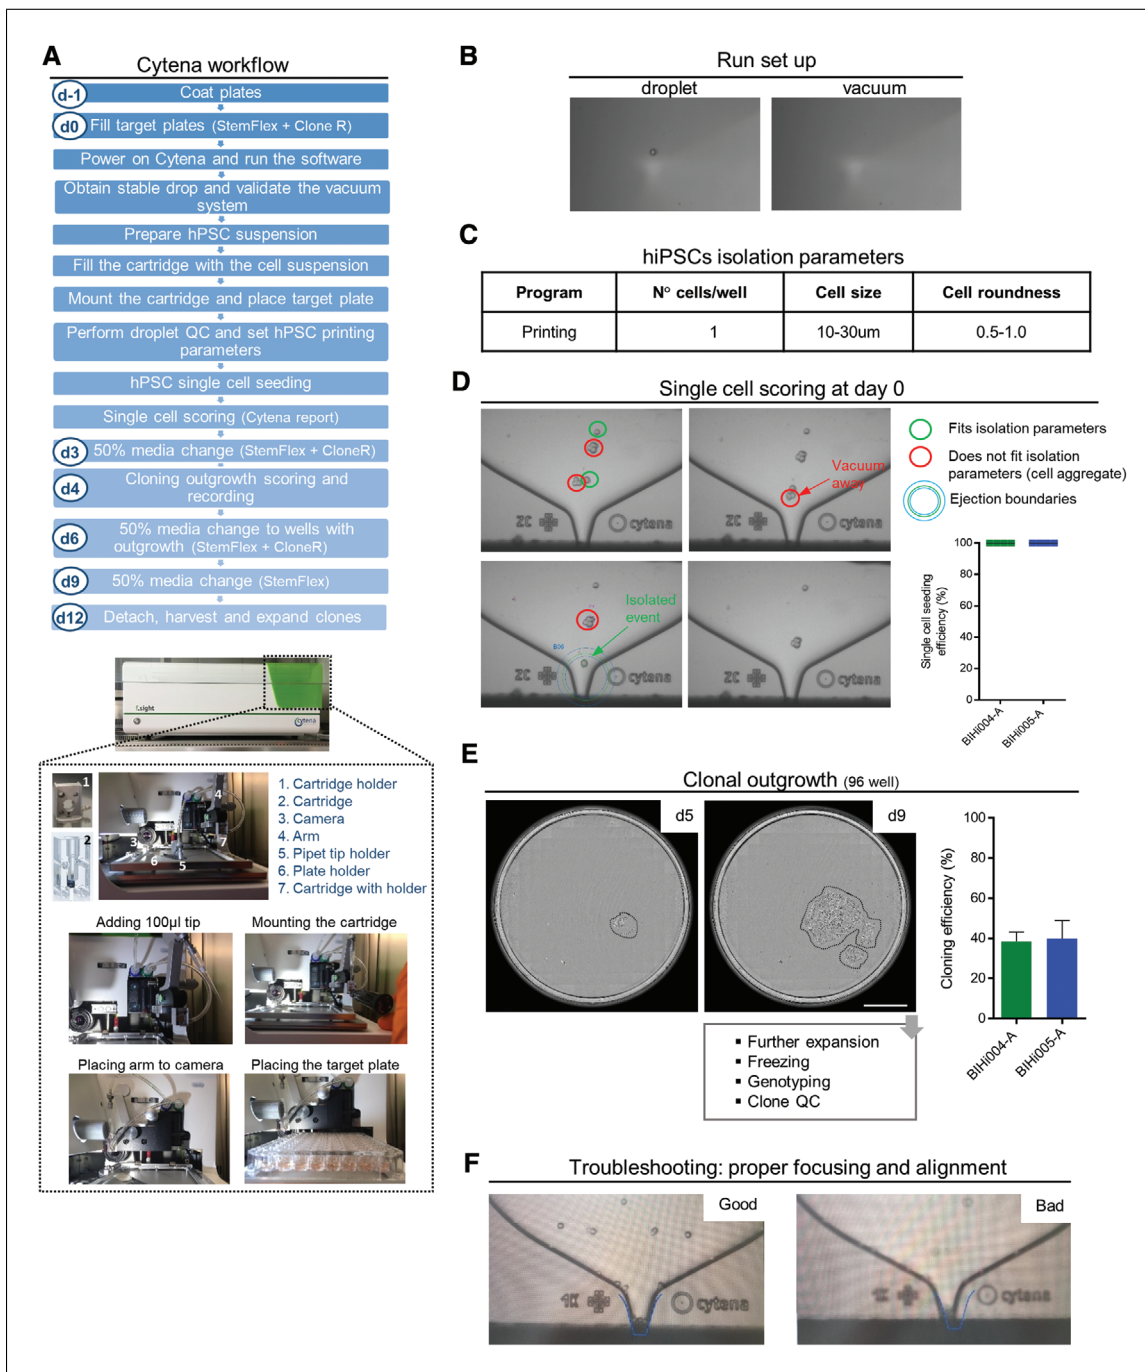 A
Cytena workflow
d-1
Coat plates
d0
Fill target plates (StemFlex + Clone R)
Power on Cytena and run the software
Obtain stable drop and validate the vacuum
system
Prepare hPSC suspension
Fill the cartridge with the cell suspension
Mount the cartridge and place target plate
Perform droplet QC and set hPSC printing
parameters
hPSC single cell seeding
Single cell scoring (Cytena report)
d3
50% media change (StemFlex + CloneR)
d4
Cloning outgrowth scoring and
recording
d6
50% media change to wells with
outgrowth (StemFlex + CloneR)
d9
50% media change (StemFlex)
d12
Detach, harvest and expand clones
cytena
1
2
3
4
5
6
7
1. Cartridge holder
2. Cartridge
3. Camera
4. Arm
5. Pipet tip holder
6. Plate holder
7. Cartridge with holder
Adding 100µl tip
Mounting the cartridge
Placing arm to camera
Placing the target plate
B
Run set up
droplet
vacuum
C
hiPSCs isolation parameters
Program
N° cells/well
Cell size
Cell roundness
Printing
1
10-30um
0.5-1.0
D
Single cell scoring at day 0
cytena
Vacuum
away
cytena
Isolated
event
cytena
cytena
Fits isolation parameters
Does not fit isolation
parameters (cell aggregate)
Ejection boundaries
Single cell seeding
efficiency (%)
100
80
60
40
20
0
BIHi004-A
BIHi005-A
E
Clonal outgrowth (96 well)
d5
d9
Cloning efficiency (%)
100
80
60
40
20
0
BIHi004-A
BIHi005-A
▪ Further expansion
▪ Freezing
▪ Genotyping
▪ Clone QC
F
Troubleshooting: proper focusing and alignment
Good
cytena
Bad
cytena